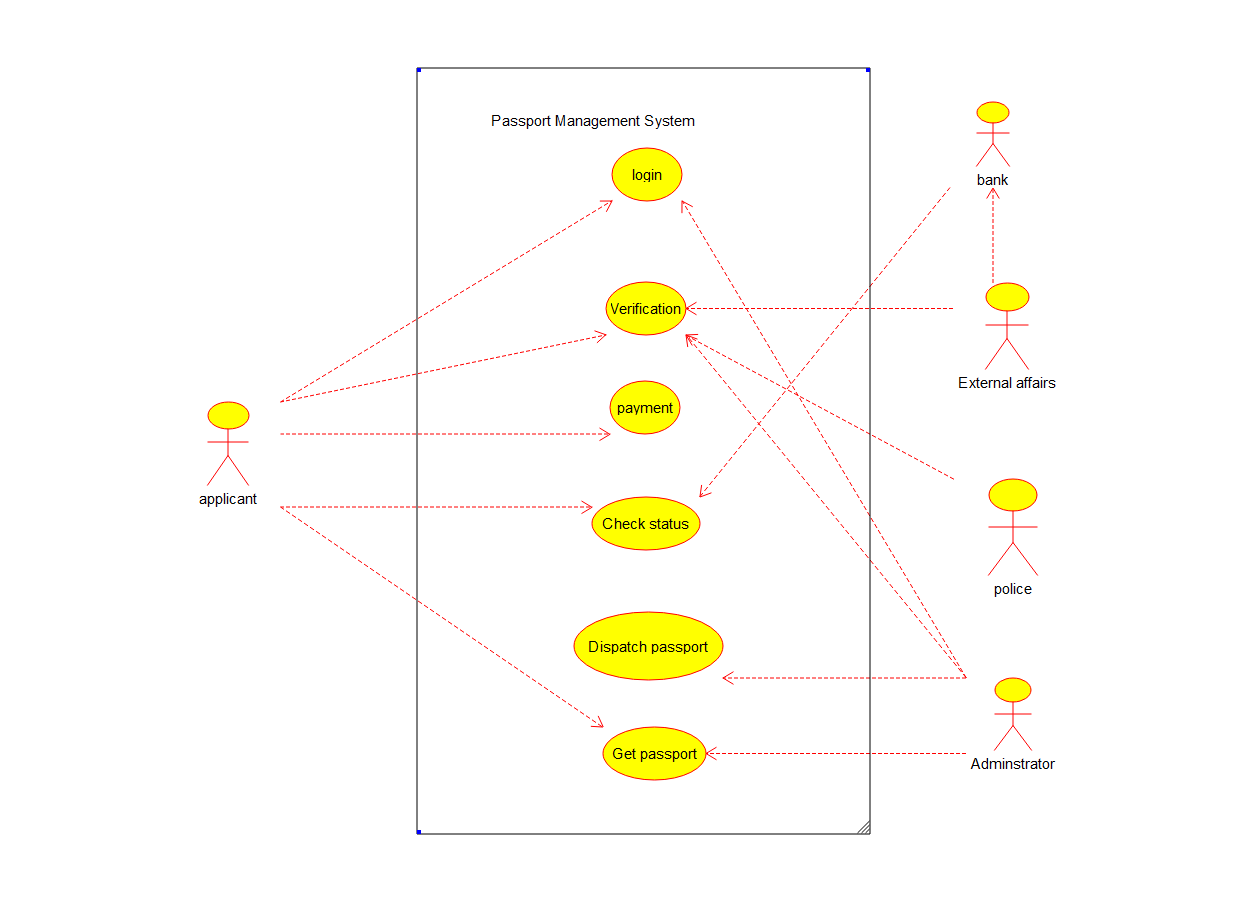 Passport Management System
login
bank
Verification
External affairs
payment
applicant
Check status
police
Dispatch passport
Get passport
Adminstrator